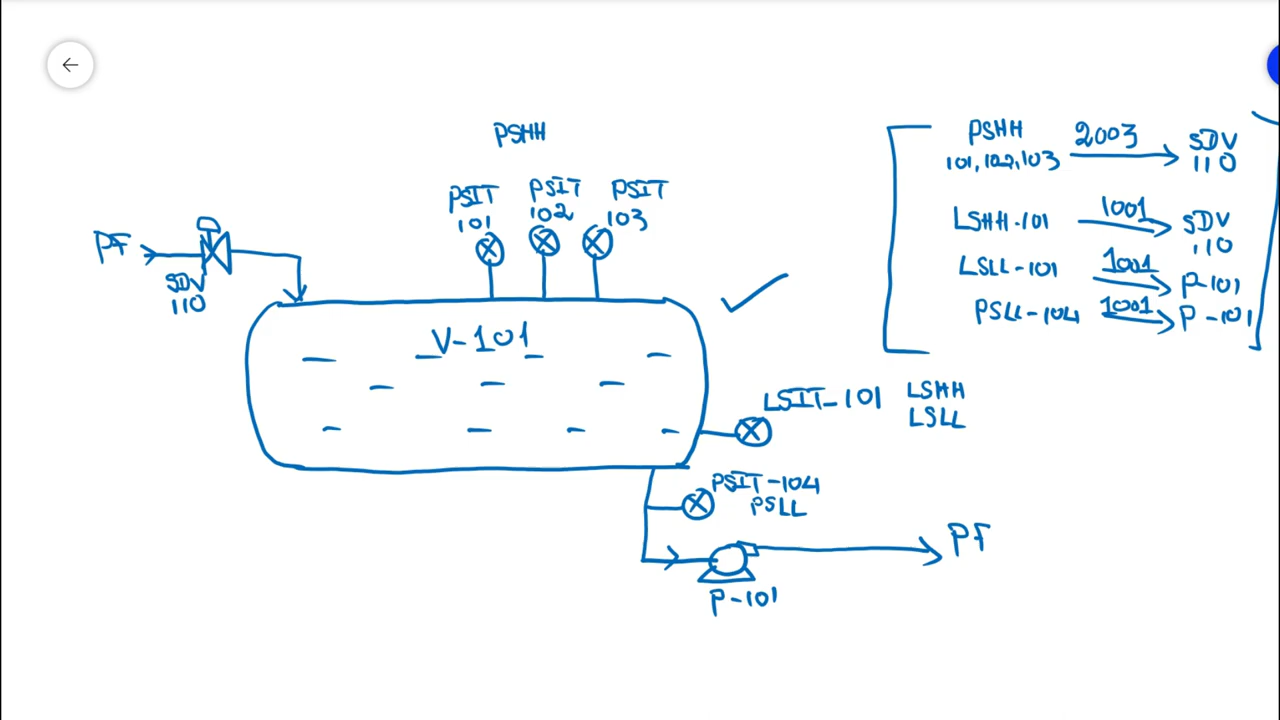 PSHH
PSIT 101
PSIT 102
PSIT 103
PF
SDV 110
V-101
LSIT-101
LSHH
LSLL
PSIT-104
PSLL
P-101
PF
PSHH 2003 SDV
101,102,103 110
LSHH-101 1001 SDV 110
LSLL-101 1001 P-101
PSLL-104 1001 P-101